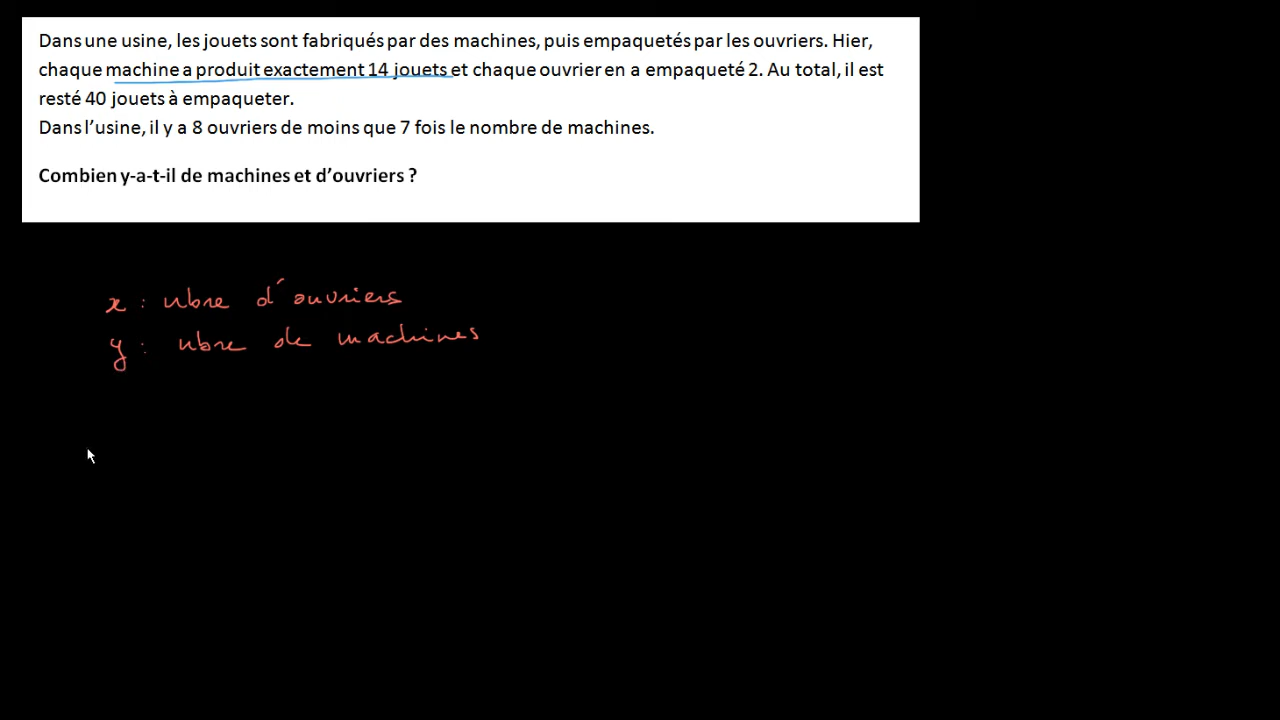 Dans une usine, les jouets sont fabriqués par des machines, puis empaquetés par les ouvriers. Hier,
chaque machine a produit exactement 14 jouets et chaque ouvrier en a empaqueté 2. Au total, il est
resté 40 jouets à empaqueter.
Dans l’usine, il y a 8 ouvriers de moins que 7 fois le nombre de machines.
Combien y-a-t-il de machines et d’ouvriers ?
x : nbre d'ouvriers
y : nbre de machines